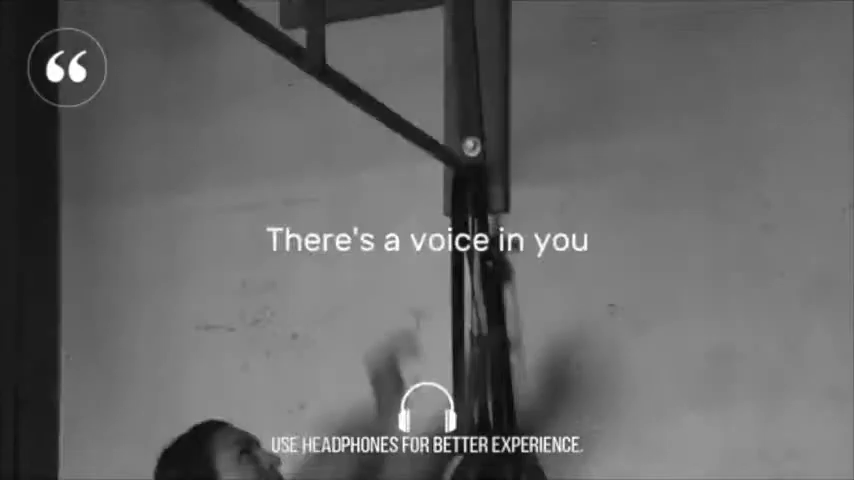 “
There's a voice in you
USE HEADPHONES FOR BETTER EXPERIENCE.